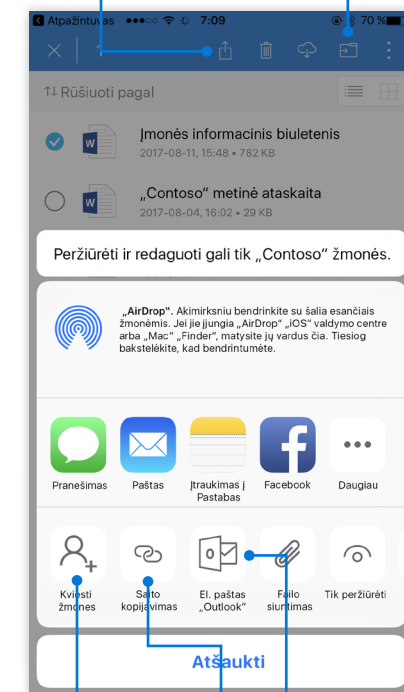 Atpažintuvas 7:09 70 %
Rūšiuoti pagal
Įmonės informacinis biuletenis
2017-08-11, 15:48 • 782 KB
„Contoso“ metinė ataskaita
2017-08-04, 16:02 • 29 KB
Peržiūrėti ir redaguoti gali tik „Contoso“ žmonės.
„AirDrop“. Akimirksniu bendrinkite su šalia esančiais
žmonėmis. Jei jie įjungia „AirDrop“ „iOS“ valdymo centre
arba „Mac“ „Finder“, matysite jų vardus čia. Tiesiog
bakstelėkite, kad bendrintumėte.
Pranešimas
Paštas
Įtraukimas į
Pastabas
Facebook
Daugiau
Kviesti
žmones
Saito
kopijavimas
El. paštas
„Outlook“
Failo
siuntimas
Tik peržiūrėti
Atšaukti